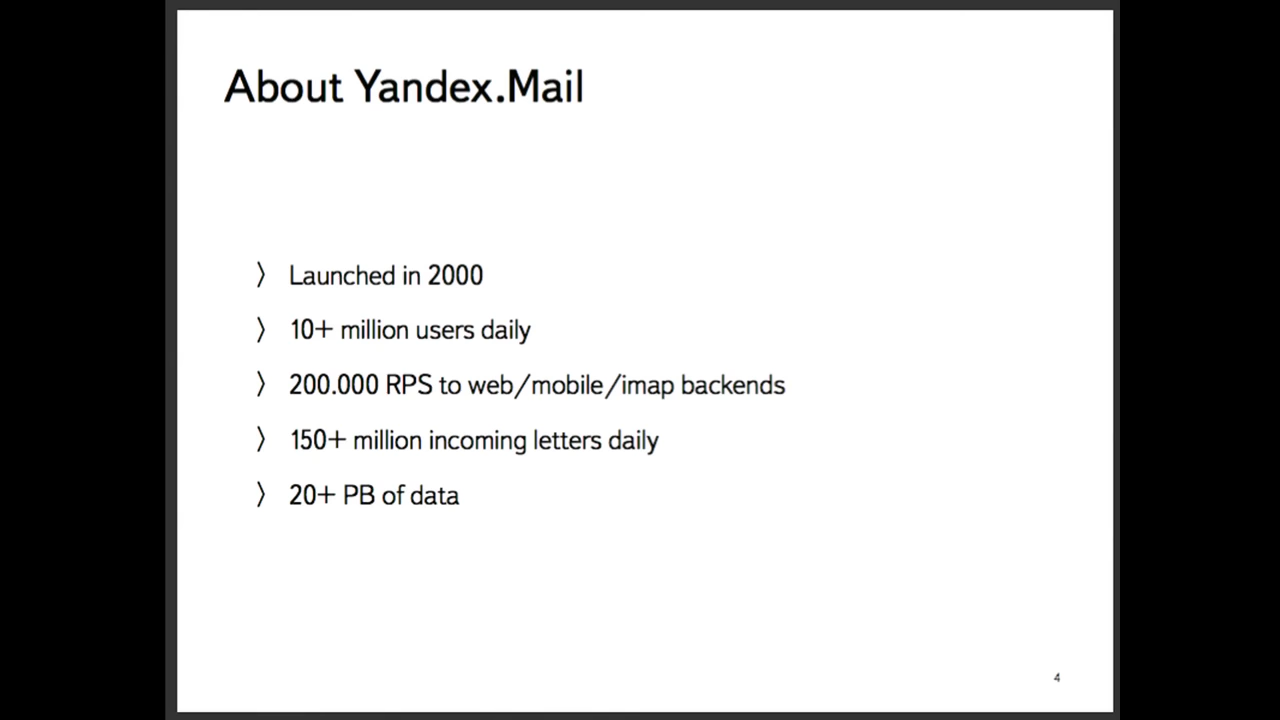 About Yandex.Mail
〉 Launched in 2000
〉 10+ million users daily
〉 200.000 RPS to web/mobile/imap backends
〉 150+ million incoming letters daily
〉 20+ PB of data
4